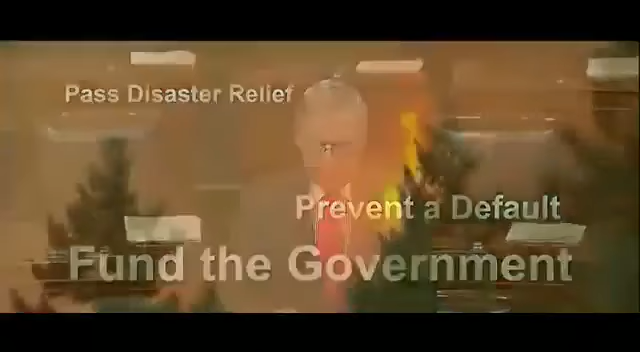 Pass Disaster Relief
Prevent a Default
Fund the Government